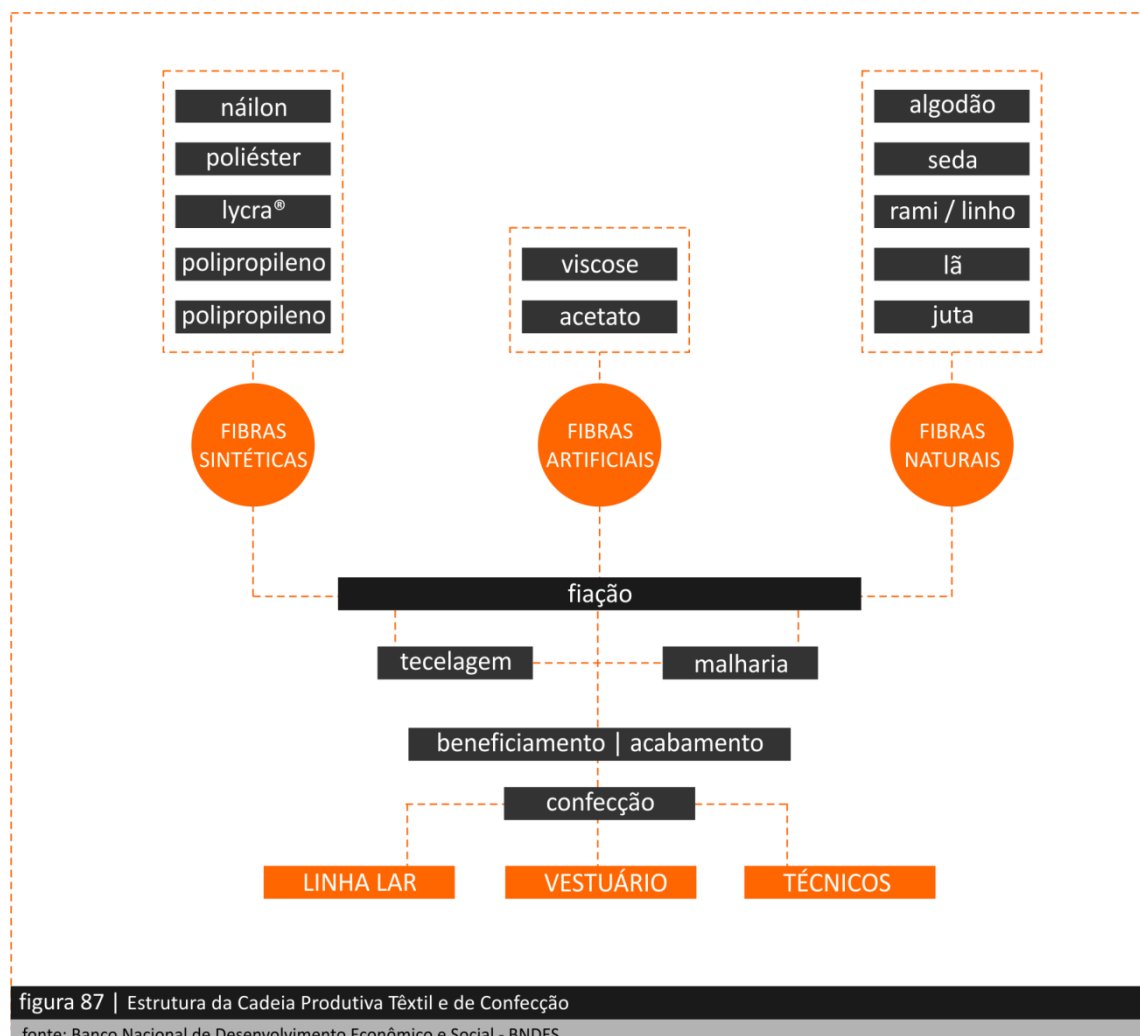 náilon
poliéster
lycra®
polipropileno
polipropileno
viscose
acetato
algodão
seda
rami / linho
lã
juta
FIBRAS
SINTÉTICAS
FIBRAS
ARTIFICIAIS
FIBRAS
NATURAIS
fiação
tecelagem
malharia
beneficiamento | acabamento
confecção
LINHA LAR
VESTUÁRIO
TÉCNICOS
figura 87 | Estrutura da Cadeia Produtiva Têxtil e de Confecção
fonte: Banco Nacional de Desenvolvimento Econômico e Social - BNDES